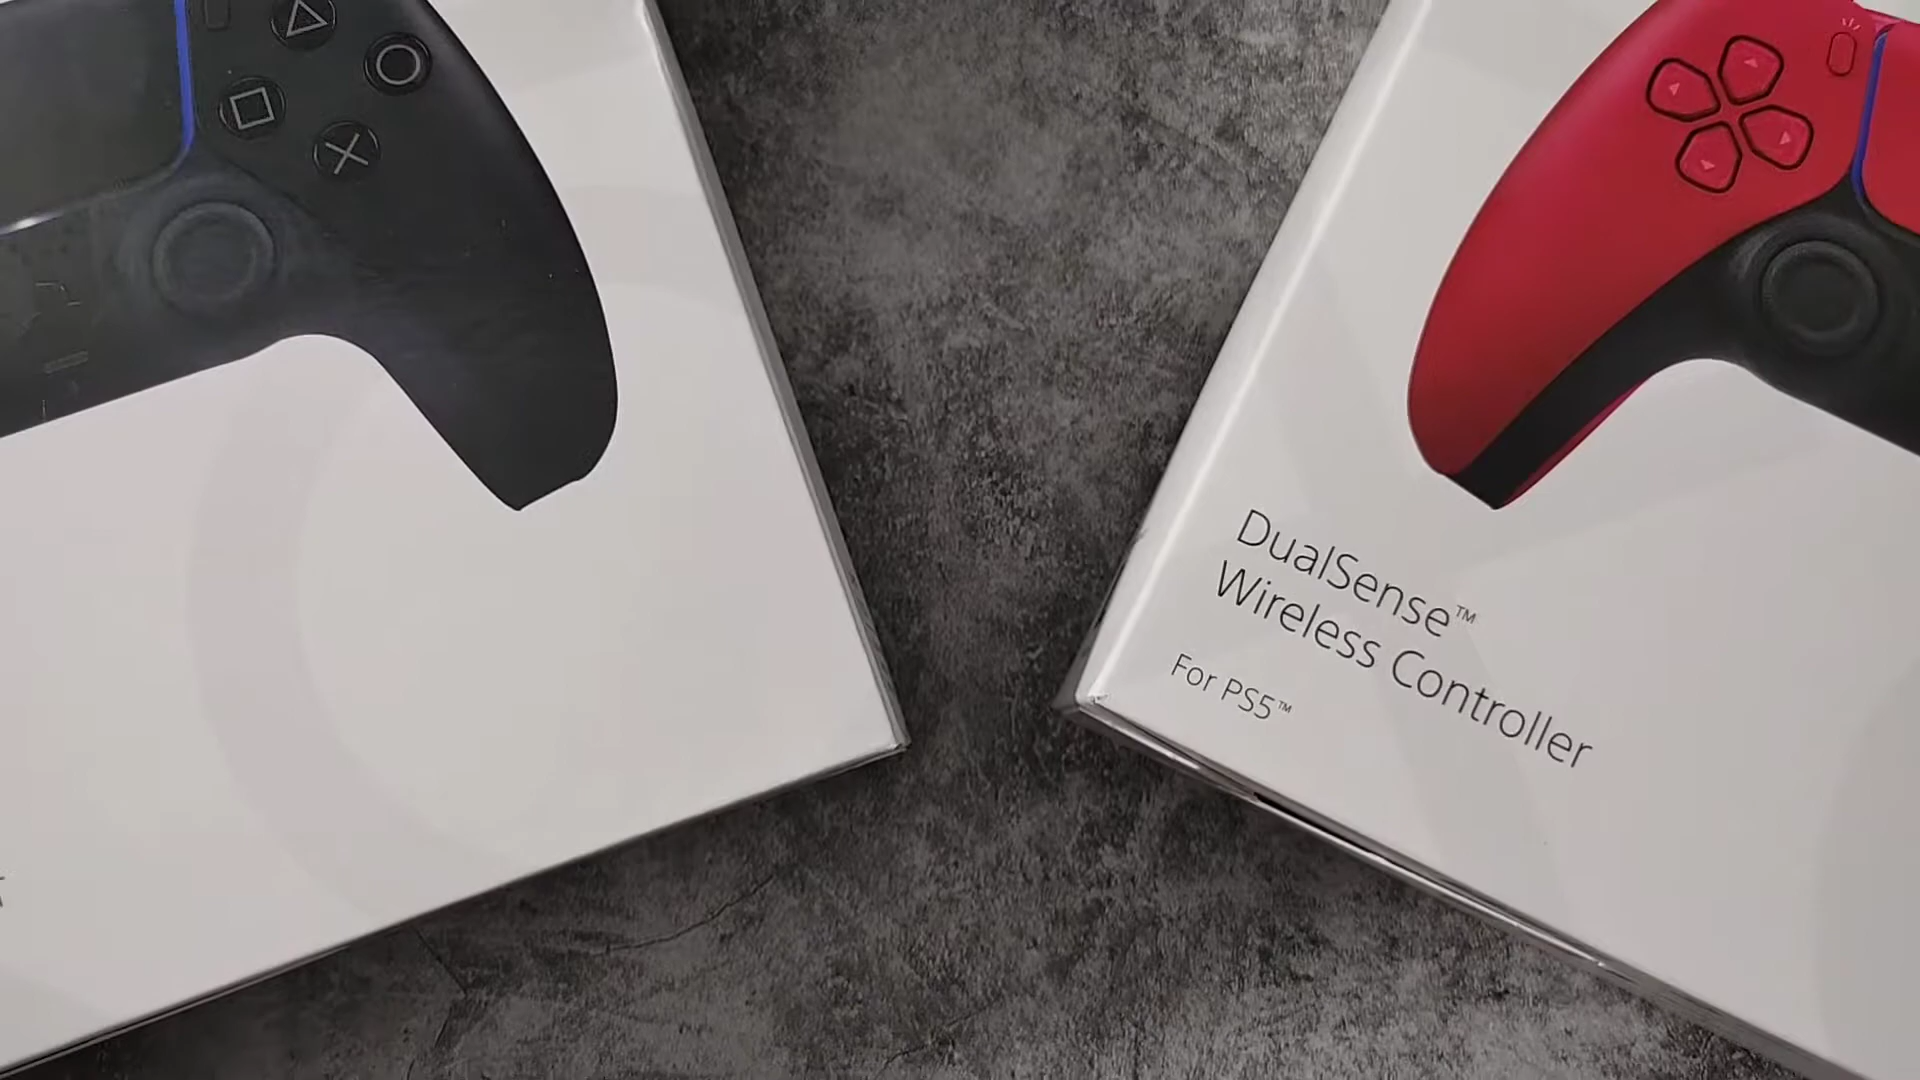 DualSense™
Wireless Controller
For PS5™